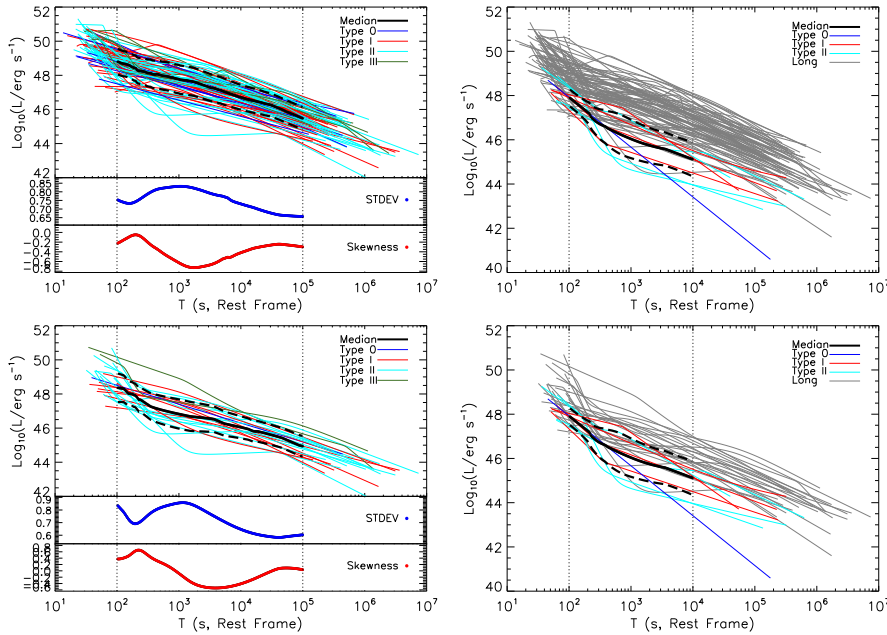 52
50
48
46
44
42
Log10(L/erg s−1)
Median
Type 0
Type I
Type II
Type III
0.85
0.75
0.65
STDEV
0.0
−0.2
−0.4
−0.6
−0.8
Skewness
10^1 10^2 10^3 10^4 10^5 10^6 10^7
T (s, Rest Frame)
52
50
48
46
44
42
40
Log10(L/erg s−1)
Median
Type 0
Type I
Type II
Long
10^1 10^2 10^3 10^4 10^5 10^6 10^7
T (s, Rest Frame)
52
50
48
46
44
42
Log10(L/erg s−1)
Median
Type 0
Type I
Type II
Type III
0.9
0.8
0.7
0.6
STDEV
Skewness
10^1 10^2 10^3 10^4 10^5 10^6 10^7
T (s, Rest Frame)
52
50
48
46
44
42
40
Log10(L/erg s−1)
Median
Type 0
Type I
Type II
Long
10^1 10^2 10^3 10^4 10^5 10^6 10^7
T (s, Rest Frame)